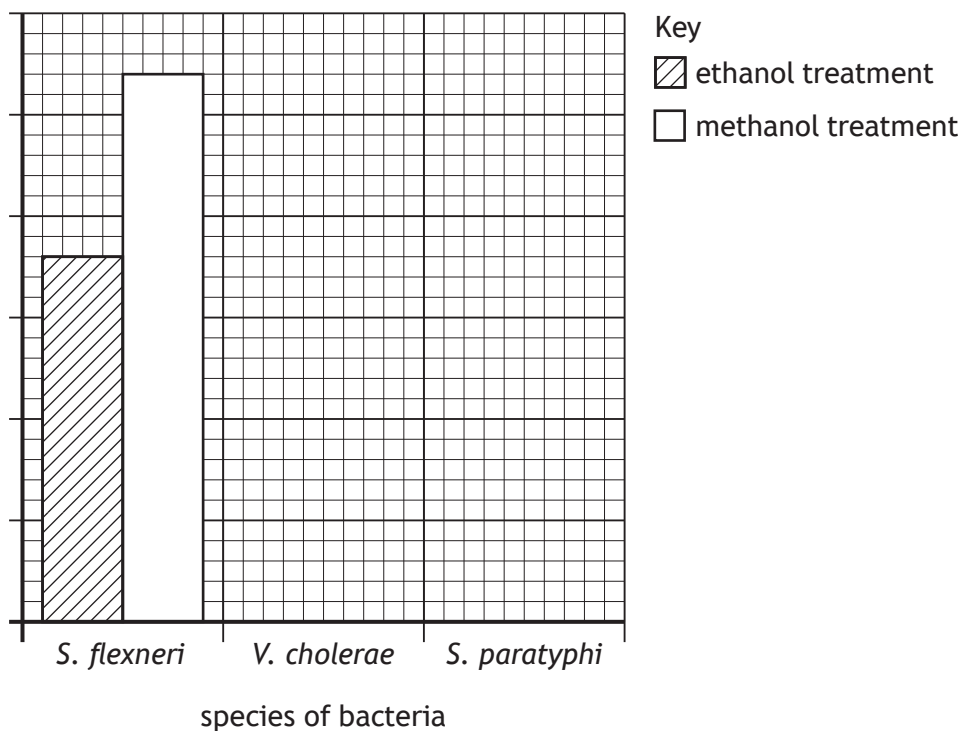 Key
ethanol treatment
methanol treatment
S. flexneri
V. cholerae
S. paratyphi
species of bacteria